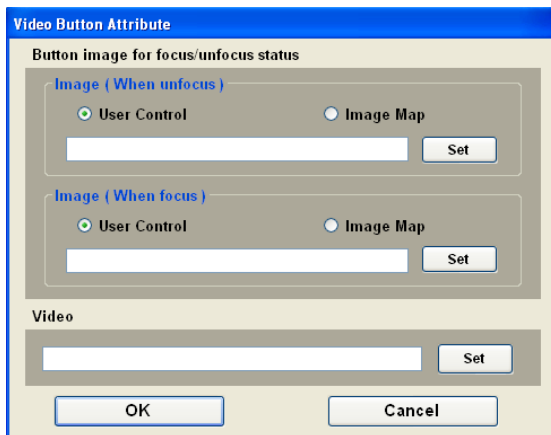 Video Button Attribute
Button image for focus/unfocus status
Image ( When unfocus )
User Control Image Map
Set
Image ( When focus )
User Control Image Map
Set
Video
Set
OK Cancel